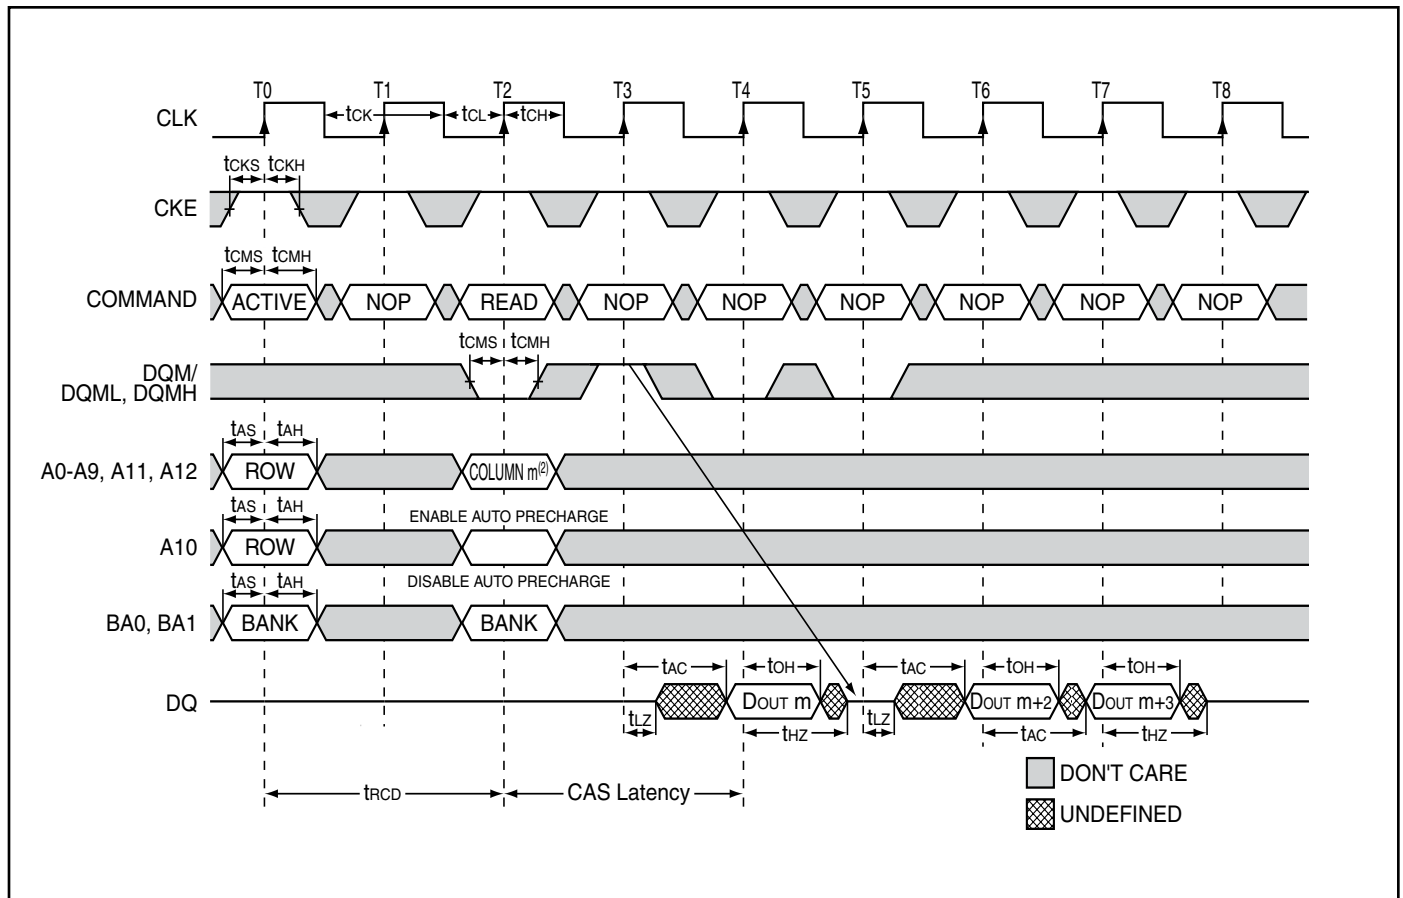 T0 T1 T2 T3 T4 T5 T6 T7 T8
CLK tCK tCL tCH
tCKS tCKH
CKE
tCMS tCMH
COMMAND ACTIVE NOP READ NOP NOP NOP NOP NOP NOP
tCMS tCMH
DQM/
DQML, DQMH
tAS tAH
A0-A9, A11, A12 ROW COLUMN m(2)
tAS tAH ENABLE AUTO PRECHARGE
A10 ROW
tAS tAH DISABLE AUTO PRECHARGE
BA0, BA1 BANK BANK
tAC tOH tAC tOH tOH
DQ DOUT m DOUT m+2 DOUT m+3
tLZ tHZ tLZ tAC tHZ
DON'T CARE
tRCD CAS Latency
UNDEFINED